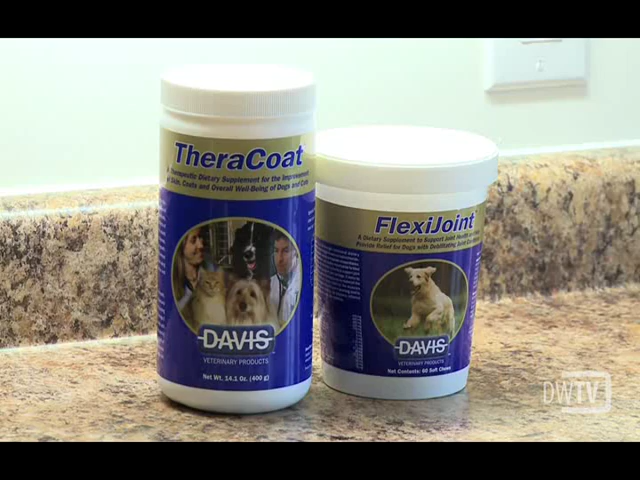 TheraCoat
A Therapeutic Dietary Supplement for the Improvement
of Skin, Coats and Overall Well-Being of Dogs and Cats
DAVIS
VETERINARY PRODUCTS
Net Wt. 14.1 Oz. (400 g)
FlexiJoint
A Dietary Supplement to Support Joint Health
Provide Relief for Dogs with Debilitating Joint
DAVIS
VETERINARY PRODUCTS
Net Contents: 60 Soft Chews
DWTV